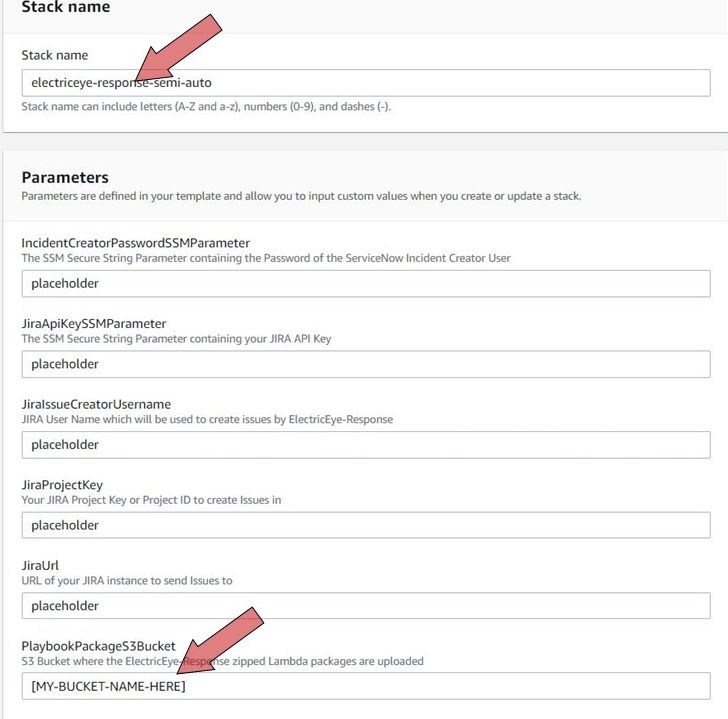 Stack name
Stack name
electriceye-response-semi-auto
Stack name can include letters (A-Z and a-z), numbers (0-9), and dashes (-).
Parameters
Parameters are defined in your template and allow you to input custom values when you create or update a stack.
IncidentCreatorPasswordSSMParameter
The SSM Secure String Parameter containing the Password of the ServiceNow Incident Creator User
placeholder
JiraApiKeySSMParameter
The SSM Secure String Parameter containing your JIRA API Key
placeholder
JiraIssueCreatorUsername
JIRA User Name which will be used to create issues by ElectricEye-Response
placeholder
JiraProjectKey
Your JIRA Project Key or Project ID to create Issues in
placeholder
JiraUrl
URL of your JIRA instance to send Issues to
placeholder
PlaybookPackageS3Bucket
S3 Bucket where the ElectricEye-Response zipped Lambda packages are uploaded
[MY-BUCKET-NAME-HERE]